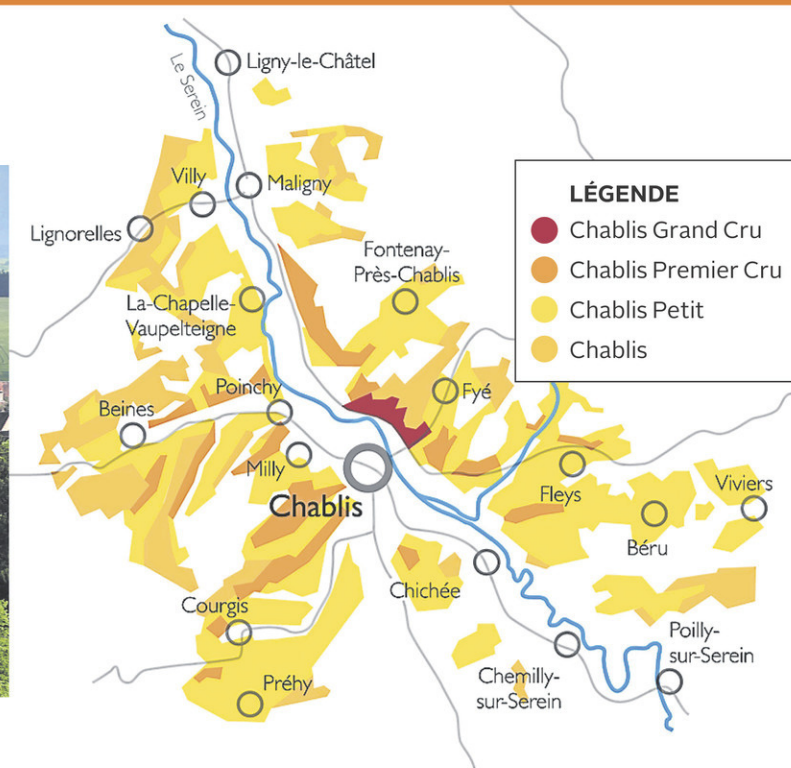 Ligny-le-Châtel
Le Serein
Villy
Maligny
Lignorelles
LÉGENDE
Chablis Grand Cru
Chablis Premier Cru
Chablis Petit
Chablis
Fontenay-
Près-Chablis
La-Chapelle-
Vaupelteigne
Poinchy
Fyé
Beines
Milly
Chablis
Fleys
Viviers
Béru
Chichée
Courgis
Poilly-
sur-Serein
Préhy
Chemilly-
sur-Serein